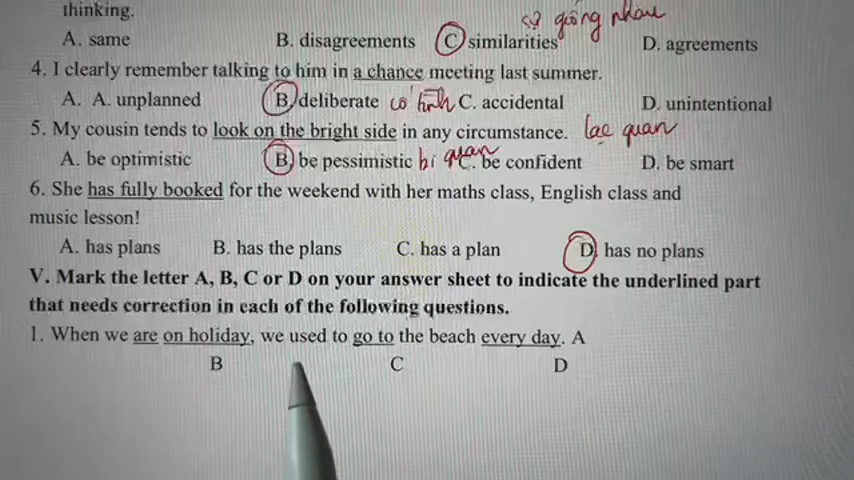 thinking.
sự giống nhau
A. same B. disagreements C similarities D. agreements
4. I clearly remember talking to him in a chance meeting last summer.
A. A. unplanned B. deliberate cố tình C. accidental D. unintentional
5. My cousin tends to look on the bright side in any circumstance. lạc quan
A. be optimistic B. be pessimistic bi quan C. be confident D. be smart
6. She has fully booked for the weekend with her maths class, English class and
music lesson!
A. has plans B. has the plans C. has a plan D. has no plans
V. Mark the letter A, B, C or D on your answer sheet to indicate the underlined part
that needs correction in each of the following questions.
1. When we are on holiday, we used to go to the beach every day. A
B C D